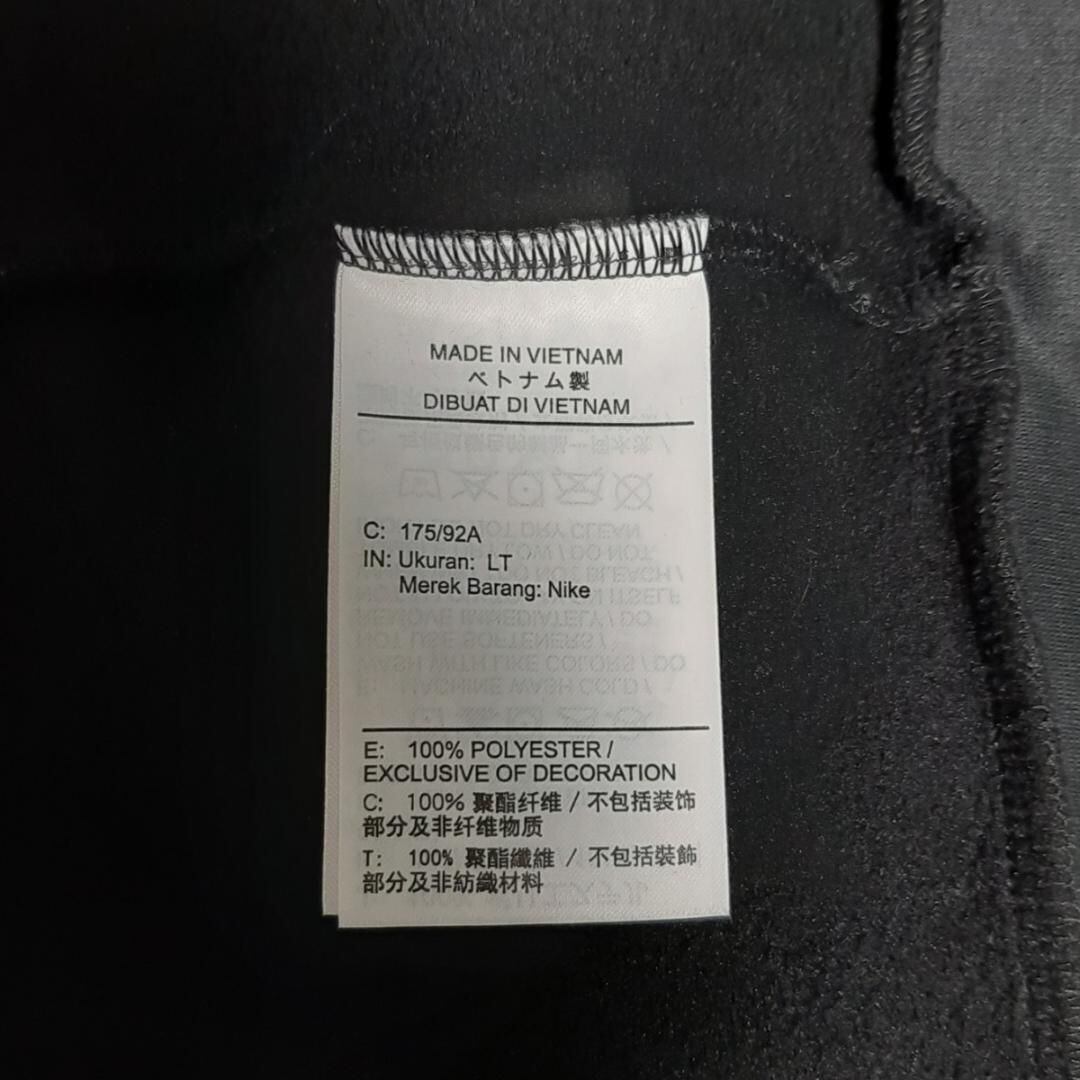 MADE IN VIETNAM
ベトナム製
DIBUAT DI VIETNAM
C: 175/92A
IN: Ukuran: LT
Merek Barang: Nike
E: 100% POLYESTER /
EXCLUSIVE OF DECORATION
C: 100% 聚酯纤维 / 不包括装饰
部分及非纤维物质
T: 100% 聚酯纖維 / 不包括裝飾
部分及非紡織材料